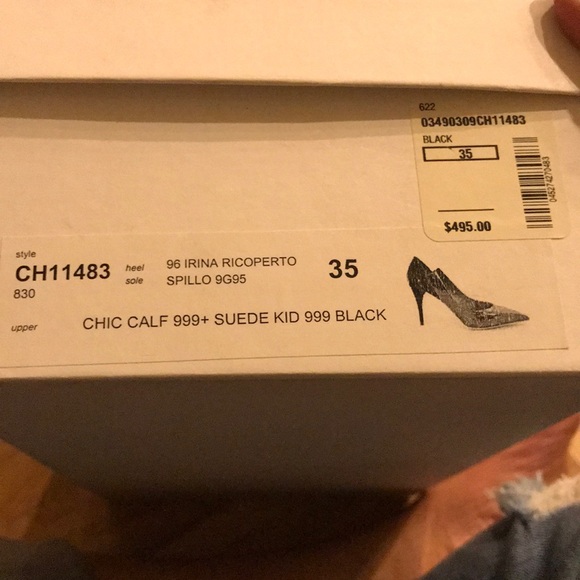 622
03490309CH11483
BLACK
35
045274270483
$495.00
style
CH11483
830
heel 96 IRINA RICOPERTO
sole SPILLO 9G95
35
upper CHIC CALF 999+ SUEDE KID 999 BLACK